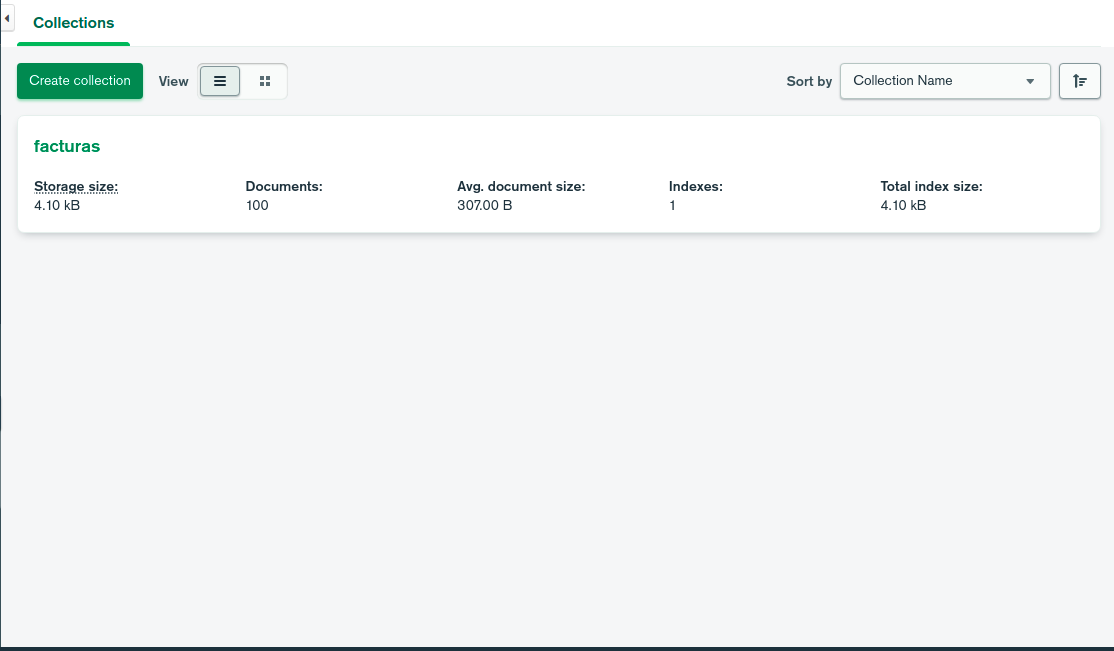 Collections
Create collection View Sort by Collection Name
facturas
Storage size: Documents: Avg. document size: Indexes: Total index size:
4.10 kB 100 307.00 B 1 4.10 kB